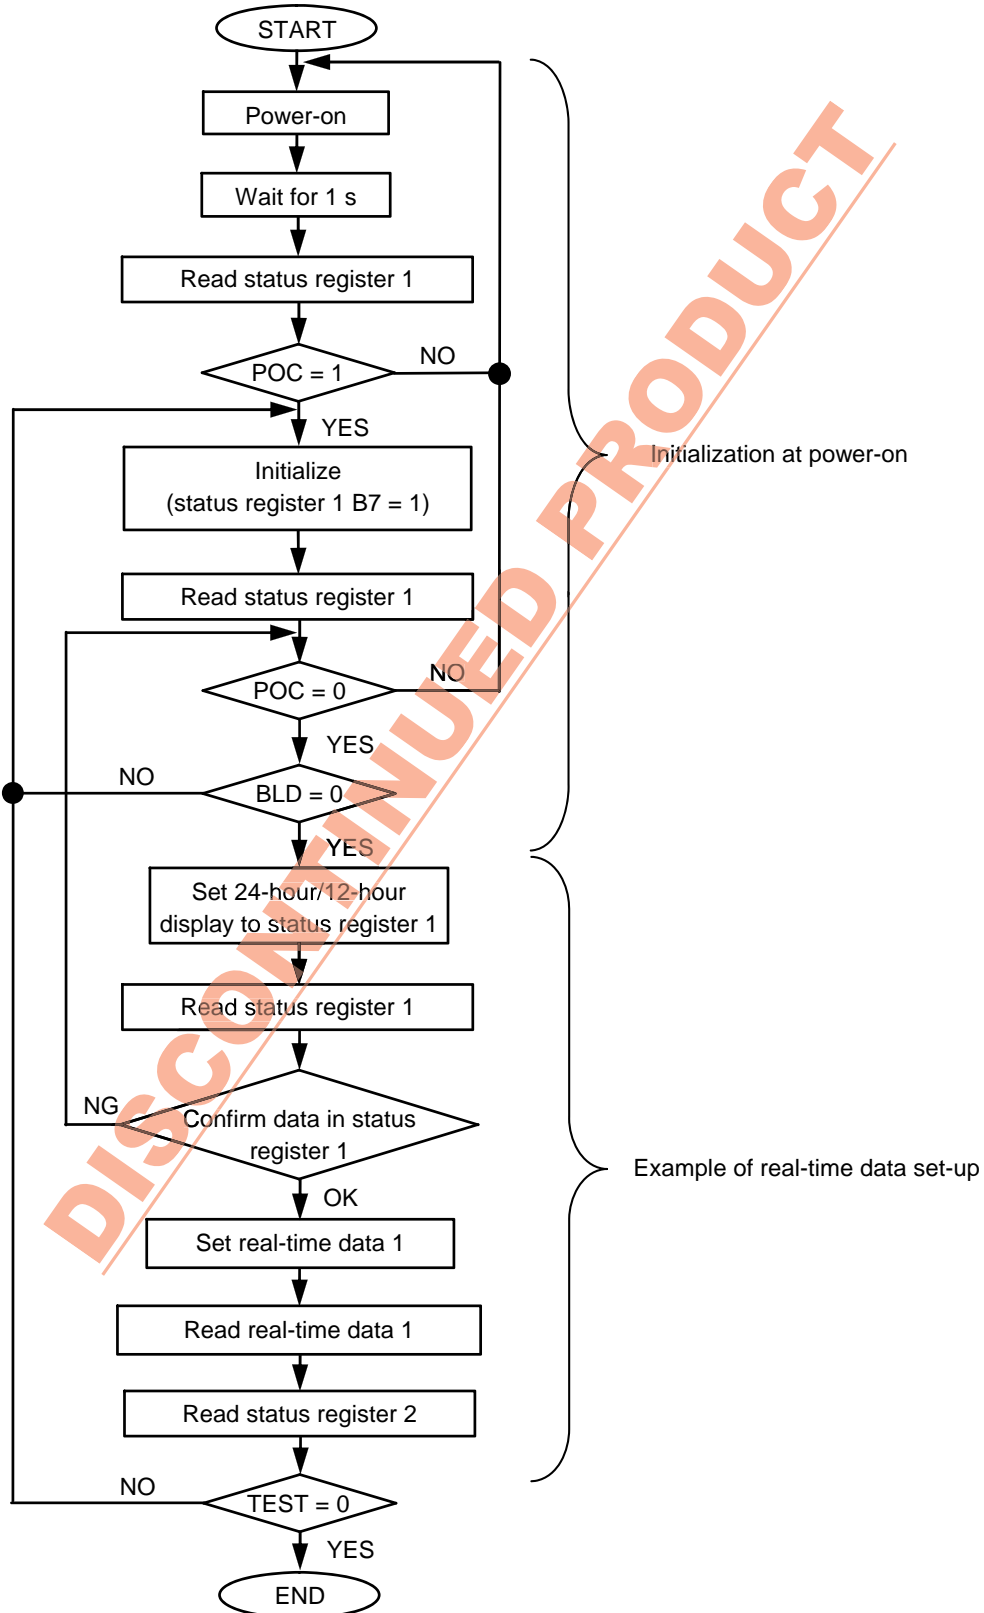 START
Power-on
Wait for 1 s
Read status register 1
POC = 1
NO
YES
Initialize
(status register 1 B7 = 1)
Initialization at power-on
Read status register 1
POC = 0
NO
YES
BLD = 0
NO
YES
Set 24-hour/12-hour
display to status register 1
Read status register 1
NG
Confirm data in status
register 1
Example of real-time data set-up
OK
Set real-time data 1
Read real-time data 1
Read status register 2
NO
TEST = 0
YES
END
DISCONTINUED PRODUCT